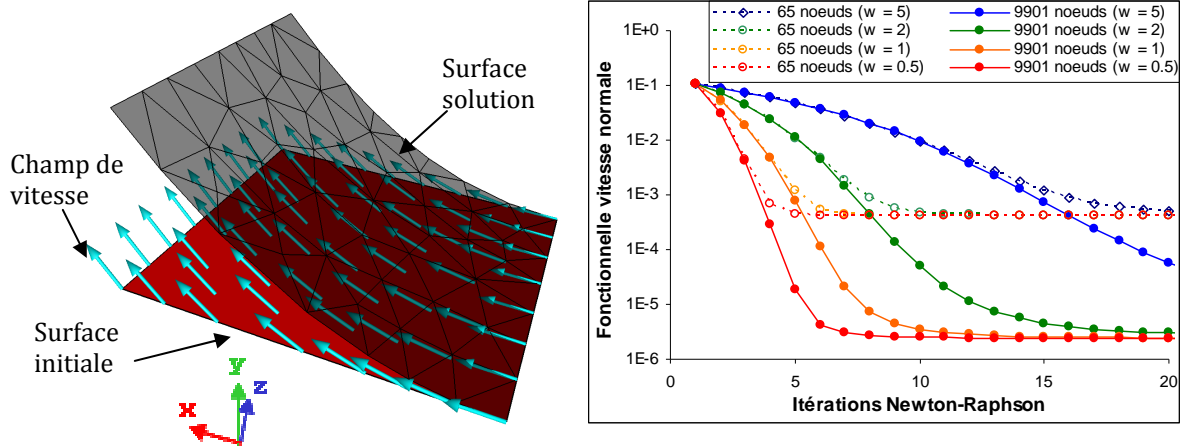 Surface
solution
Champ de
vitesse
Surface
initiale
Y
Z
X
65 noeuds (w = 5)
9901 noeuds (w = 5)
65 noeuds (w = 2)
9901 noeuds (w = 2)
65 noeuds (w = 1)
9901 noeuds (w = 1)
65 noeuds (w = 0.5)
9901 noeuds (w = 0.5)
Fonctionnelle vitesse normale
1E+0
1E-1
1E-2
1E-3
1E-4
1E-5
1E-6
0 5 10 15 20
Itérations Newton-Raphson